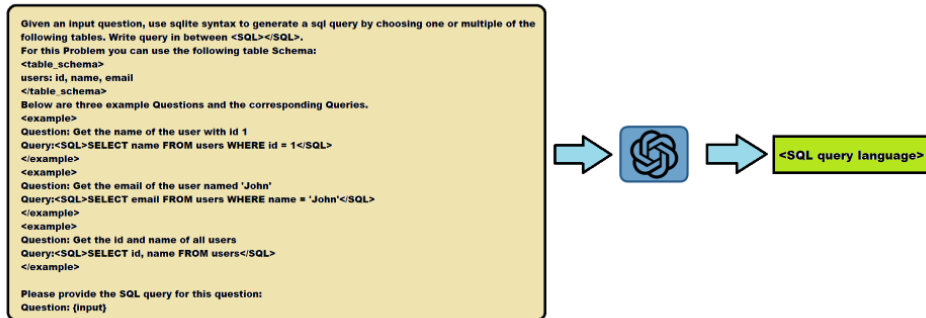 Given an input question, use sqlite syntax to generate a sql query by choosing one or multiple of the
following tables. Write query in between <SQL></SQL>.
For this Problem you can use the following table Schema:
<table_schema>
users: id, name, email
</table_schema>
Below are three example Questions and the corresponding Queries.
<example>
Question: Get the name of the user with id 1
Query:<SQL>SELECT name FROM users WHERE id = 1</SQL>
</example>
<example>
Question: Get the email of the user named 'John'
Query:<SQL>SELECT email FROM users WHERE name = 'John'</SQL>
</example>
<example>
Question: Get the id and name of all users
Query:<SQL>SELECT id, name FROM users</SQL>
</example>
Please provide the SQL query for this question:
Question: {input}
<SQL query language>